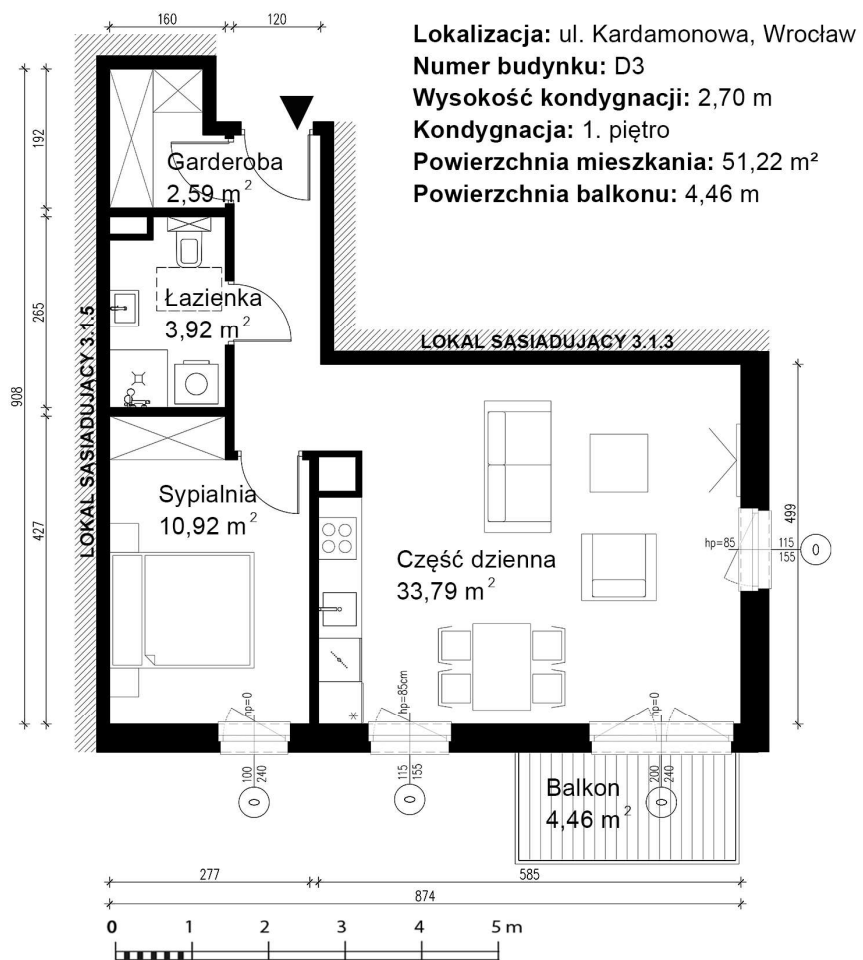 160
120
Lokalizacja: ul. Kardamonowa, Wrocław
Numer budynku: D3
Wysokość kondygnacji: 2,70 m
Kondygnacja: 1. piętro
Powierzchnia mieszkania: 51,22 m²
Powierzchnia balkonu: 4,46 m
192
Garderoba
2,59 m²
265
Łazienka
3,92 m²
908
LOKAL SĄSIADUJĄCY 3.1.5
LOKAL SĄSIADUJĄCY 3.1.3
427
Sypialnia
10,92 m²
499
hp=85
115
155
0
Część dzienna
33,79 m²
hp=0
hp=85cm
hp=0
100
240
0
115
155
0
200
240
0
Balkon
4,46 m²
277
585
874
0 1 2 3 4 5 m